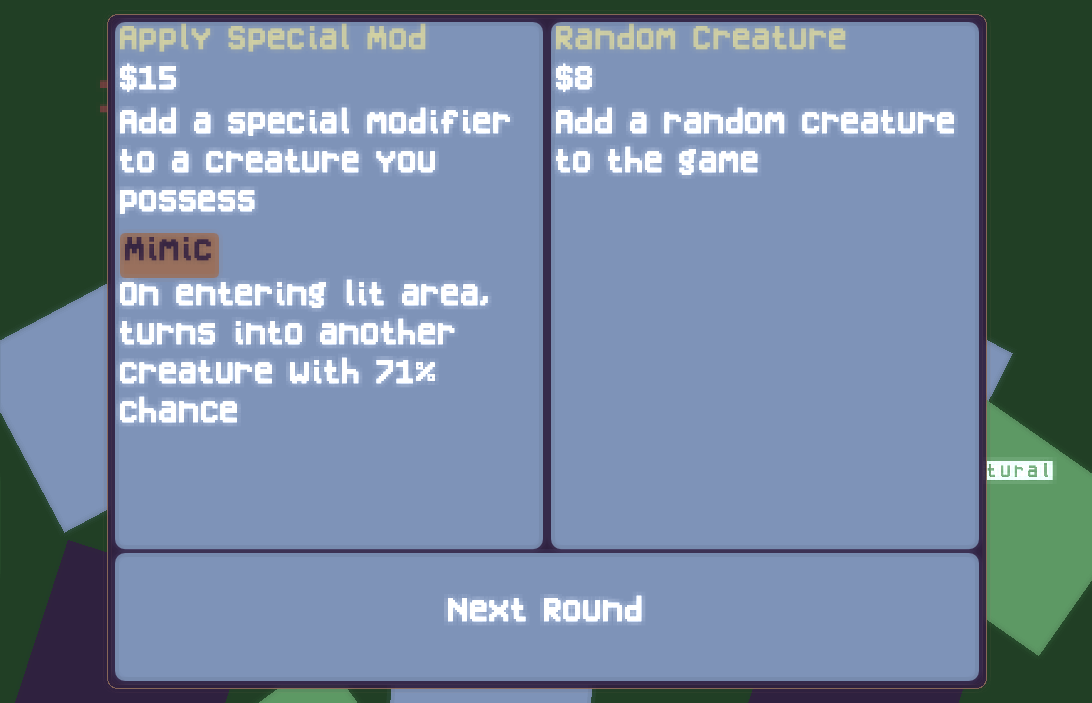 Apply Special Mod
$15
Add a special modifier
to a creature you
possess
Mimic
On entering lit area,
turns into another
creature with 71%
chance
Random Creature
$8
Add a random creature
to the game
tural
Next Round